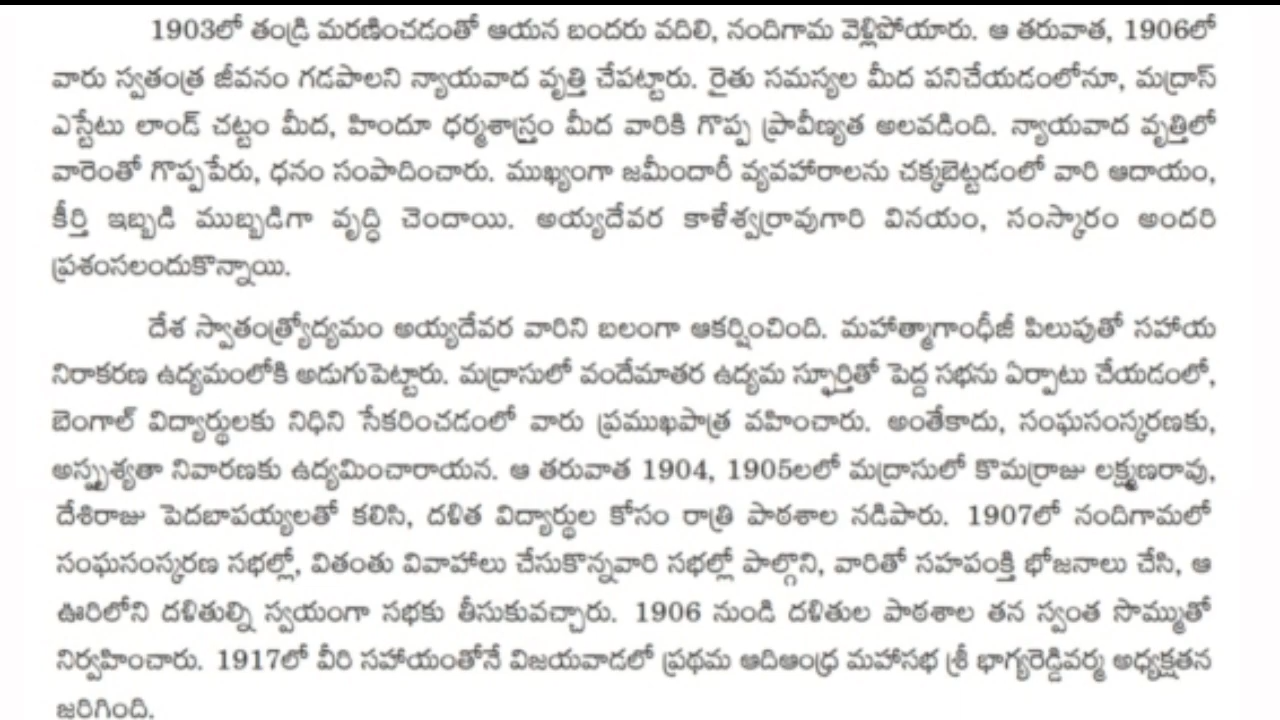 1903లో తండ్రి మరణించడంతో ఆయన బందరు వదిలి, నందిగామ వెళ్లిపోయారు. ఆ తరువాత, 1906లో
వారు స్వతంత్ర జీవనం గడపాలని న్యాయవాద వృత్తి చేపట్టారు. రైతు సమస్యల మీద పనిచేయడంలోనూ, మద్రాస్
ఎస్టేటు లాండ్ చట్టం మీద, హిందూ ధర్మశాస్త్రం మీద వారికి గొప్ప ప్రావీణ్యత అలవడింది. న్యాయవాద వృత్తిలో
వారెంతో గొప్పపేరు, ధనం సంపాదించారు. ముఖ్యంగా జమీందారీ వ్యవహారాలను చక్కబెట్టడంలో వారి ఆదాయం,
కీర్తి ఇబ్బడి ముబ్బడిగా వృద్ధి చెందాయి. అయ్యదేవర కాళేశ్వర్రావుగారి వినయం, సంస్కారం అందరి
ప్రశంసలందుకొన్నాయి.
దేశ స్వాతంత్ర్యోద్యమం అయ్యదేవర వారిని బలంగా ఆకర్షించింది. మహాత్మాగాంధీజీ పిలుపుతో సహాయ
నిరాకరణ ఉద్యమంలోకి అడుగుపెట్టారు. మద్రాసులో వందేమాతర ఉద్యమ స్ఫూర్తితో పెద్ద సభను ఏర్పాటు చేయడంలో,
బెంగాల్ విద్యార్థులకు నిధిని సేకరించడంలో వారు ప్రముఖపాత్ర వహించారు. అంతేకాదు, సంఘసంస్కరణకు,
అస్పృశ్యతా నివారణకు ఉద్యమించారాయన. ఆ తరువాత 1904, 1905లలో మద్రాసులో కొమర్రాజు లక్ష్మణరావు,
దేశిరాజు పెదబాపయ్యలతో కలిసి, దళిత విద్యార్థుల కోసం రాత్రి పాఠశాల నడిపారు. 1907లో నందిగామలో
సంఘసంస్కరణ సభల్లో, వితంతు వివాహాలు చేసుకొన్నవారి సభల్లో పాల్గొని, వారితో సహపంక్తి భోజనాలు చేసి, ఆ
ఊరిలోని దళితుల్ని స్వయంగా సభకు తీసుకువచ్చారు. 1906 నుండి దళితుల పాఠశాల తన స్వంత సొమ్ముతో
నిర్వహించారు. 1917లో వీరి సహాయంతోనే విజయవాడలో ప్రథమ ఆదిఆంధ్ర మహాసభ శ్రీ భాగ్యరెడ్డివర్మ అధ్యక్షతన
జరిగింది.